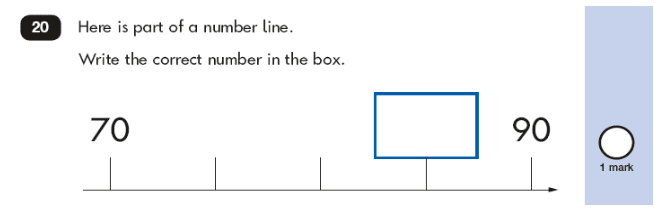 20 Here is part of a number line.
Write the correct number in the box.
70 90
1 mark